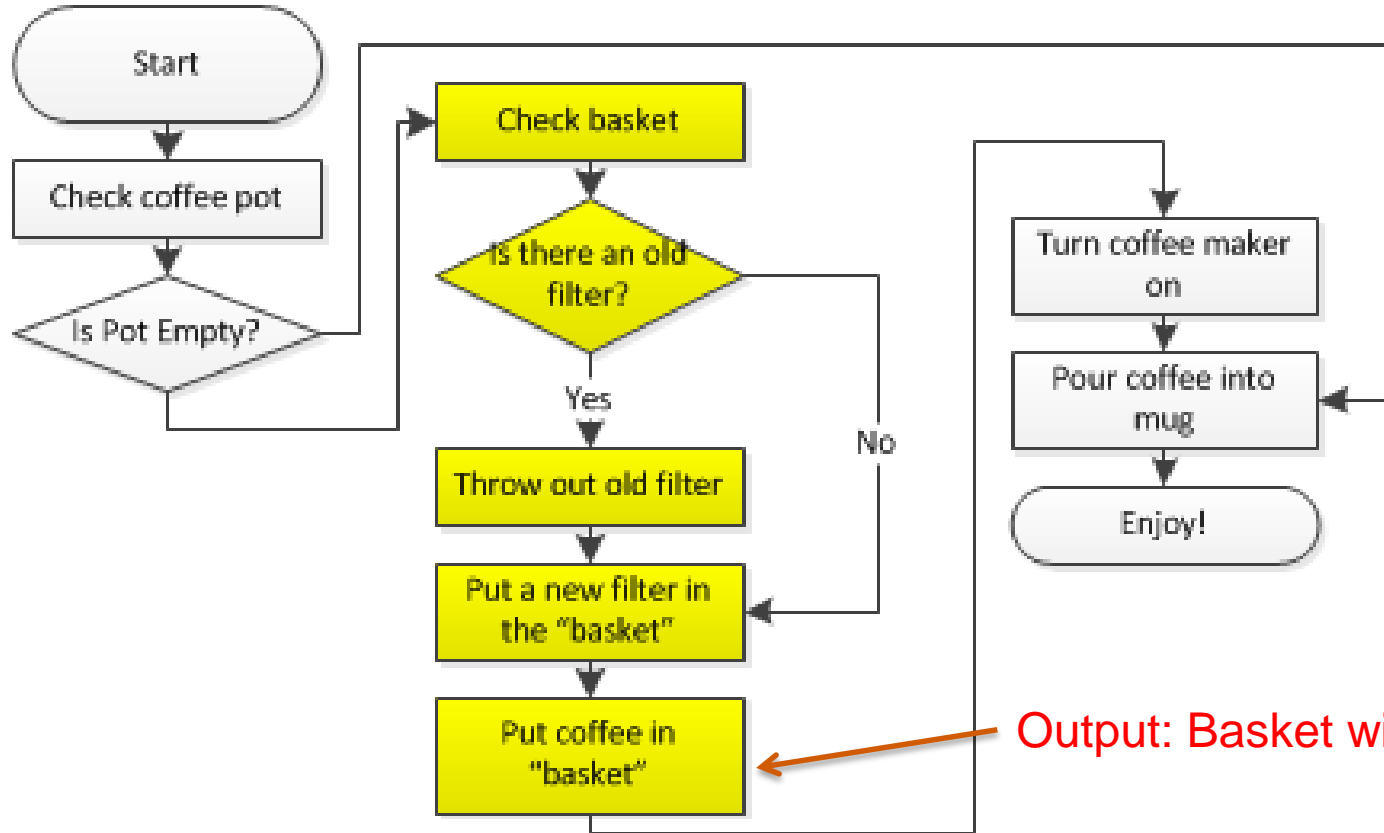 Start
Check coffee pot
Is Pot Empty?
Check basket
Is there an old
filter?
Yes
No
Throw out old filter
Put a new filter in
the “basket“
Put coffee in
"basket“
Turn coffee maker
on
Pour coffee into
mug
Enjoy!
Output: Basket